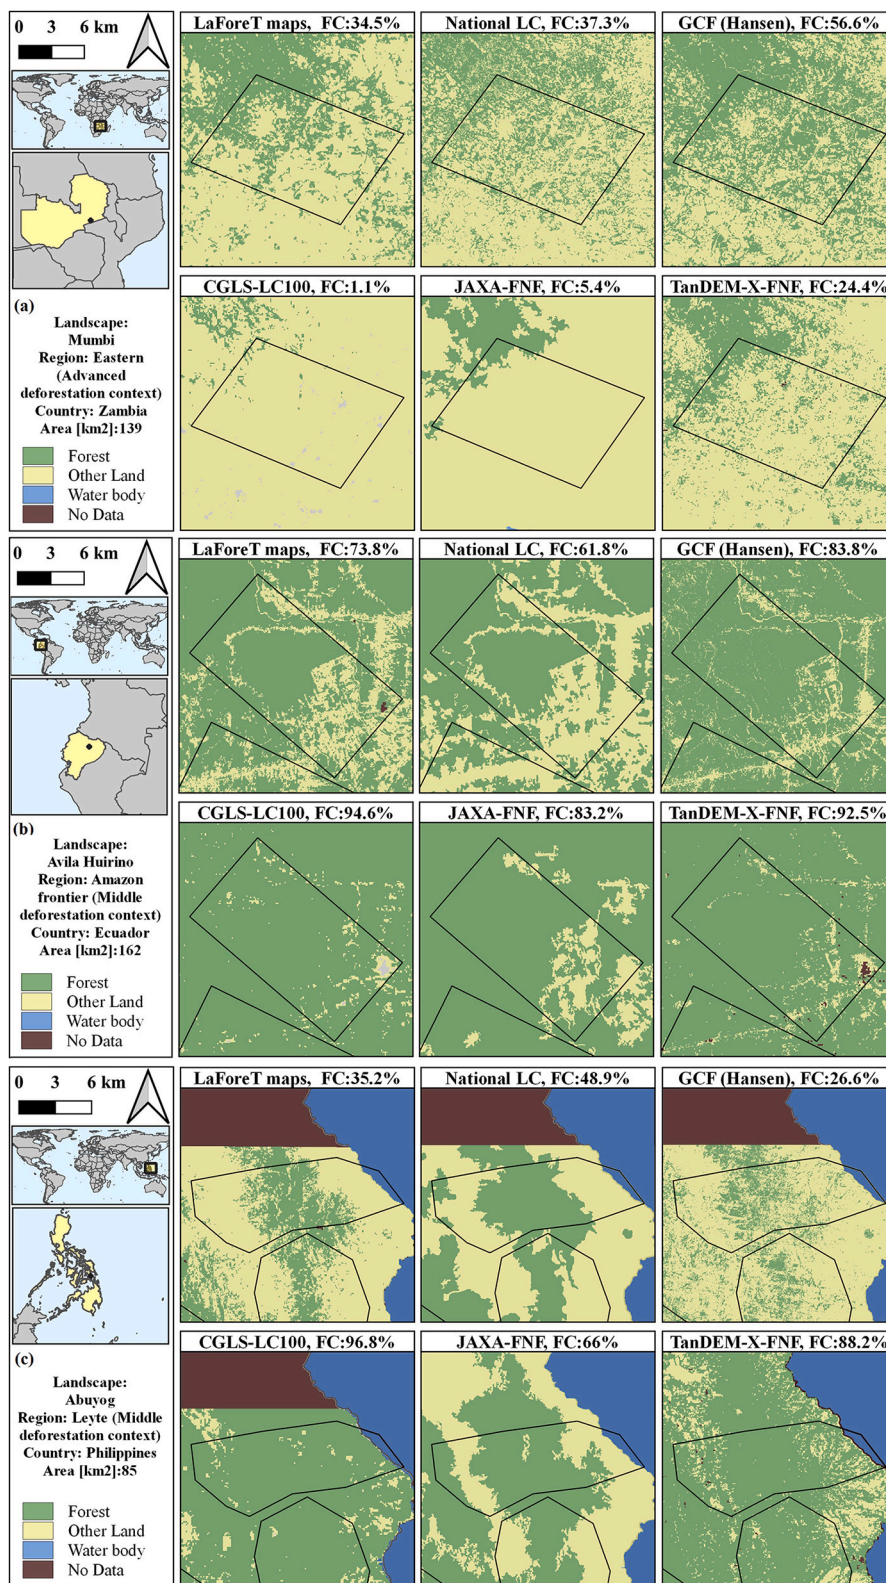 0 3 6 km
LaForeT maps, FC:34.5%
National LC, FC:37.3%
GCF (Hansen), FC:56.6%
CGLS-LC100, FC:1.1%
JAXA-FNF, FC:5.4%
TanDEM-X-FNF, FC:24.4%
(a)
Landscape:
Mumbi
Region: Eastern
(Advanced
deforestation context)
Country: Zambia
Area [km2]:139
Forest
Other Land
Water body
No Data
0 3 6 km
LaForeT maps, FC:73.8%
National LC, FC:61.8%
GCF (Hansen), FC:83.8%
CGLS-LC100, FC:94.6%
JAXA-FNF, FC:83.2%
TanDEM-X-FNF, FC:92.5%
(b)
Landscape:
Avila Huirino
Region: Amazon
frontier (Middle
deforestation context)
Country: Ecuador
Area [km2]:162
Forest
Other Land
Water body
No Data
0 3 6 km
LaForeT maps, FC:35.2%
National LC, FC:48.9%
GCF (Hansen), FC:26.6%
CGLS-LC100, FC:96.8%
JAXA-FNF, FC:66%
TanDEM-X-FNF, FC:88.2%
(c)
Landscape:
Abuyog
Region: Leyte (Middle
deforestation context)
Country: Philippines
Area [km2]:85
Forest
Other Land
Water body
No Data